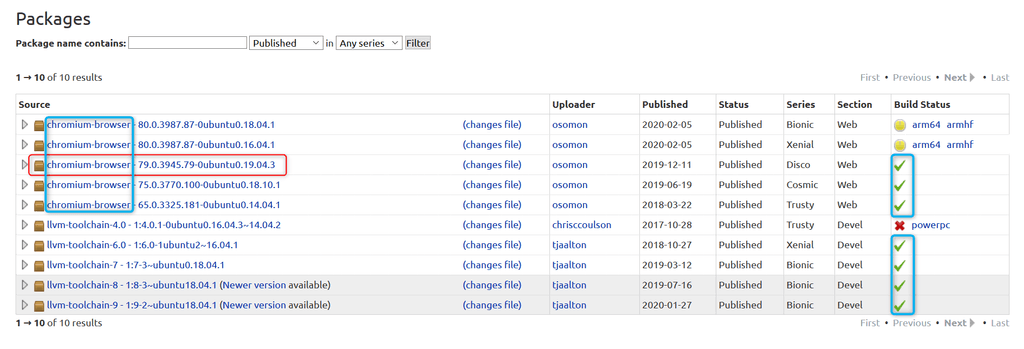 Packages
Package name contains: Published in Any series Filter
1 → 10 of 10 results First • Previous • Next • Last
Source Uploader Published Status Series Section Build Status
chromium-browser - 80.0.3987.87-0ubuntu0.18.04.1 (changes file) osomon 2020-02-05 Published Bionic Web arm64 armhf
chromium-browser - 80.0.3987.87-0ubuntu0.16.04.1 (changes file) osomon 2020-02-05 Published Xenial Web arm64 armhf
chromium-browser - 79.0.3945.79-0ubuntu0.19.04.3 (changes file) osomon 2019-12-11 Published Disco Web
chromium-browser - 75.0.3770.100-0ubuntu0.18.10.1 (changes file) osomon 2019-06-19 Published Cosmic Web
chromium-browser - 65.0.3325.181-0ubuntu0.14.04.1 (changes file) osomon 2018-03-22 Published Trusty Web
llvm-toolchain-4.0 - 1:4.0.1-0ubuntu0.16.04.3~14.04.2 (changes file) chrisccoulson 2017-10-28 Published Trusty Devel powerpc
llvm-toolchain-6.0 - 1:6.0-1ubuntu2~16.04.1 (changes file) tjaalton 2018-10-27 Published Xenial Devel
llvm-toolchain-7 - 1:7-3~ubuntu0.18.04.1 (changes file) tjaalton 2019-03-12 Published Bionic Devel
llvm-toolchain-8 - 1:8-3~ubuntu18.04.1 (Newer version available) (changes file) tjaalton 2019-07-16 Published Bionic Devel
llvm-toolchain-9 - 1:9-2~ubuntu18.04.1 (Newer version available) (changes file) tjaalton 2020-01-27 Published Bionic Devel
1 → 10 of 10 results First • Previous • Next • Last